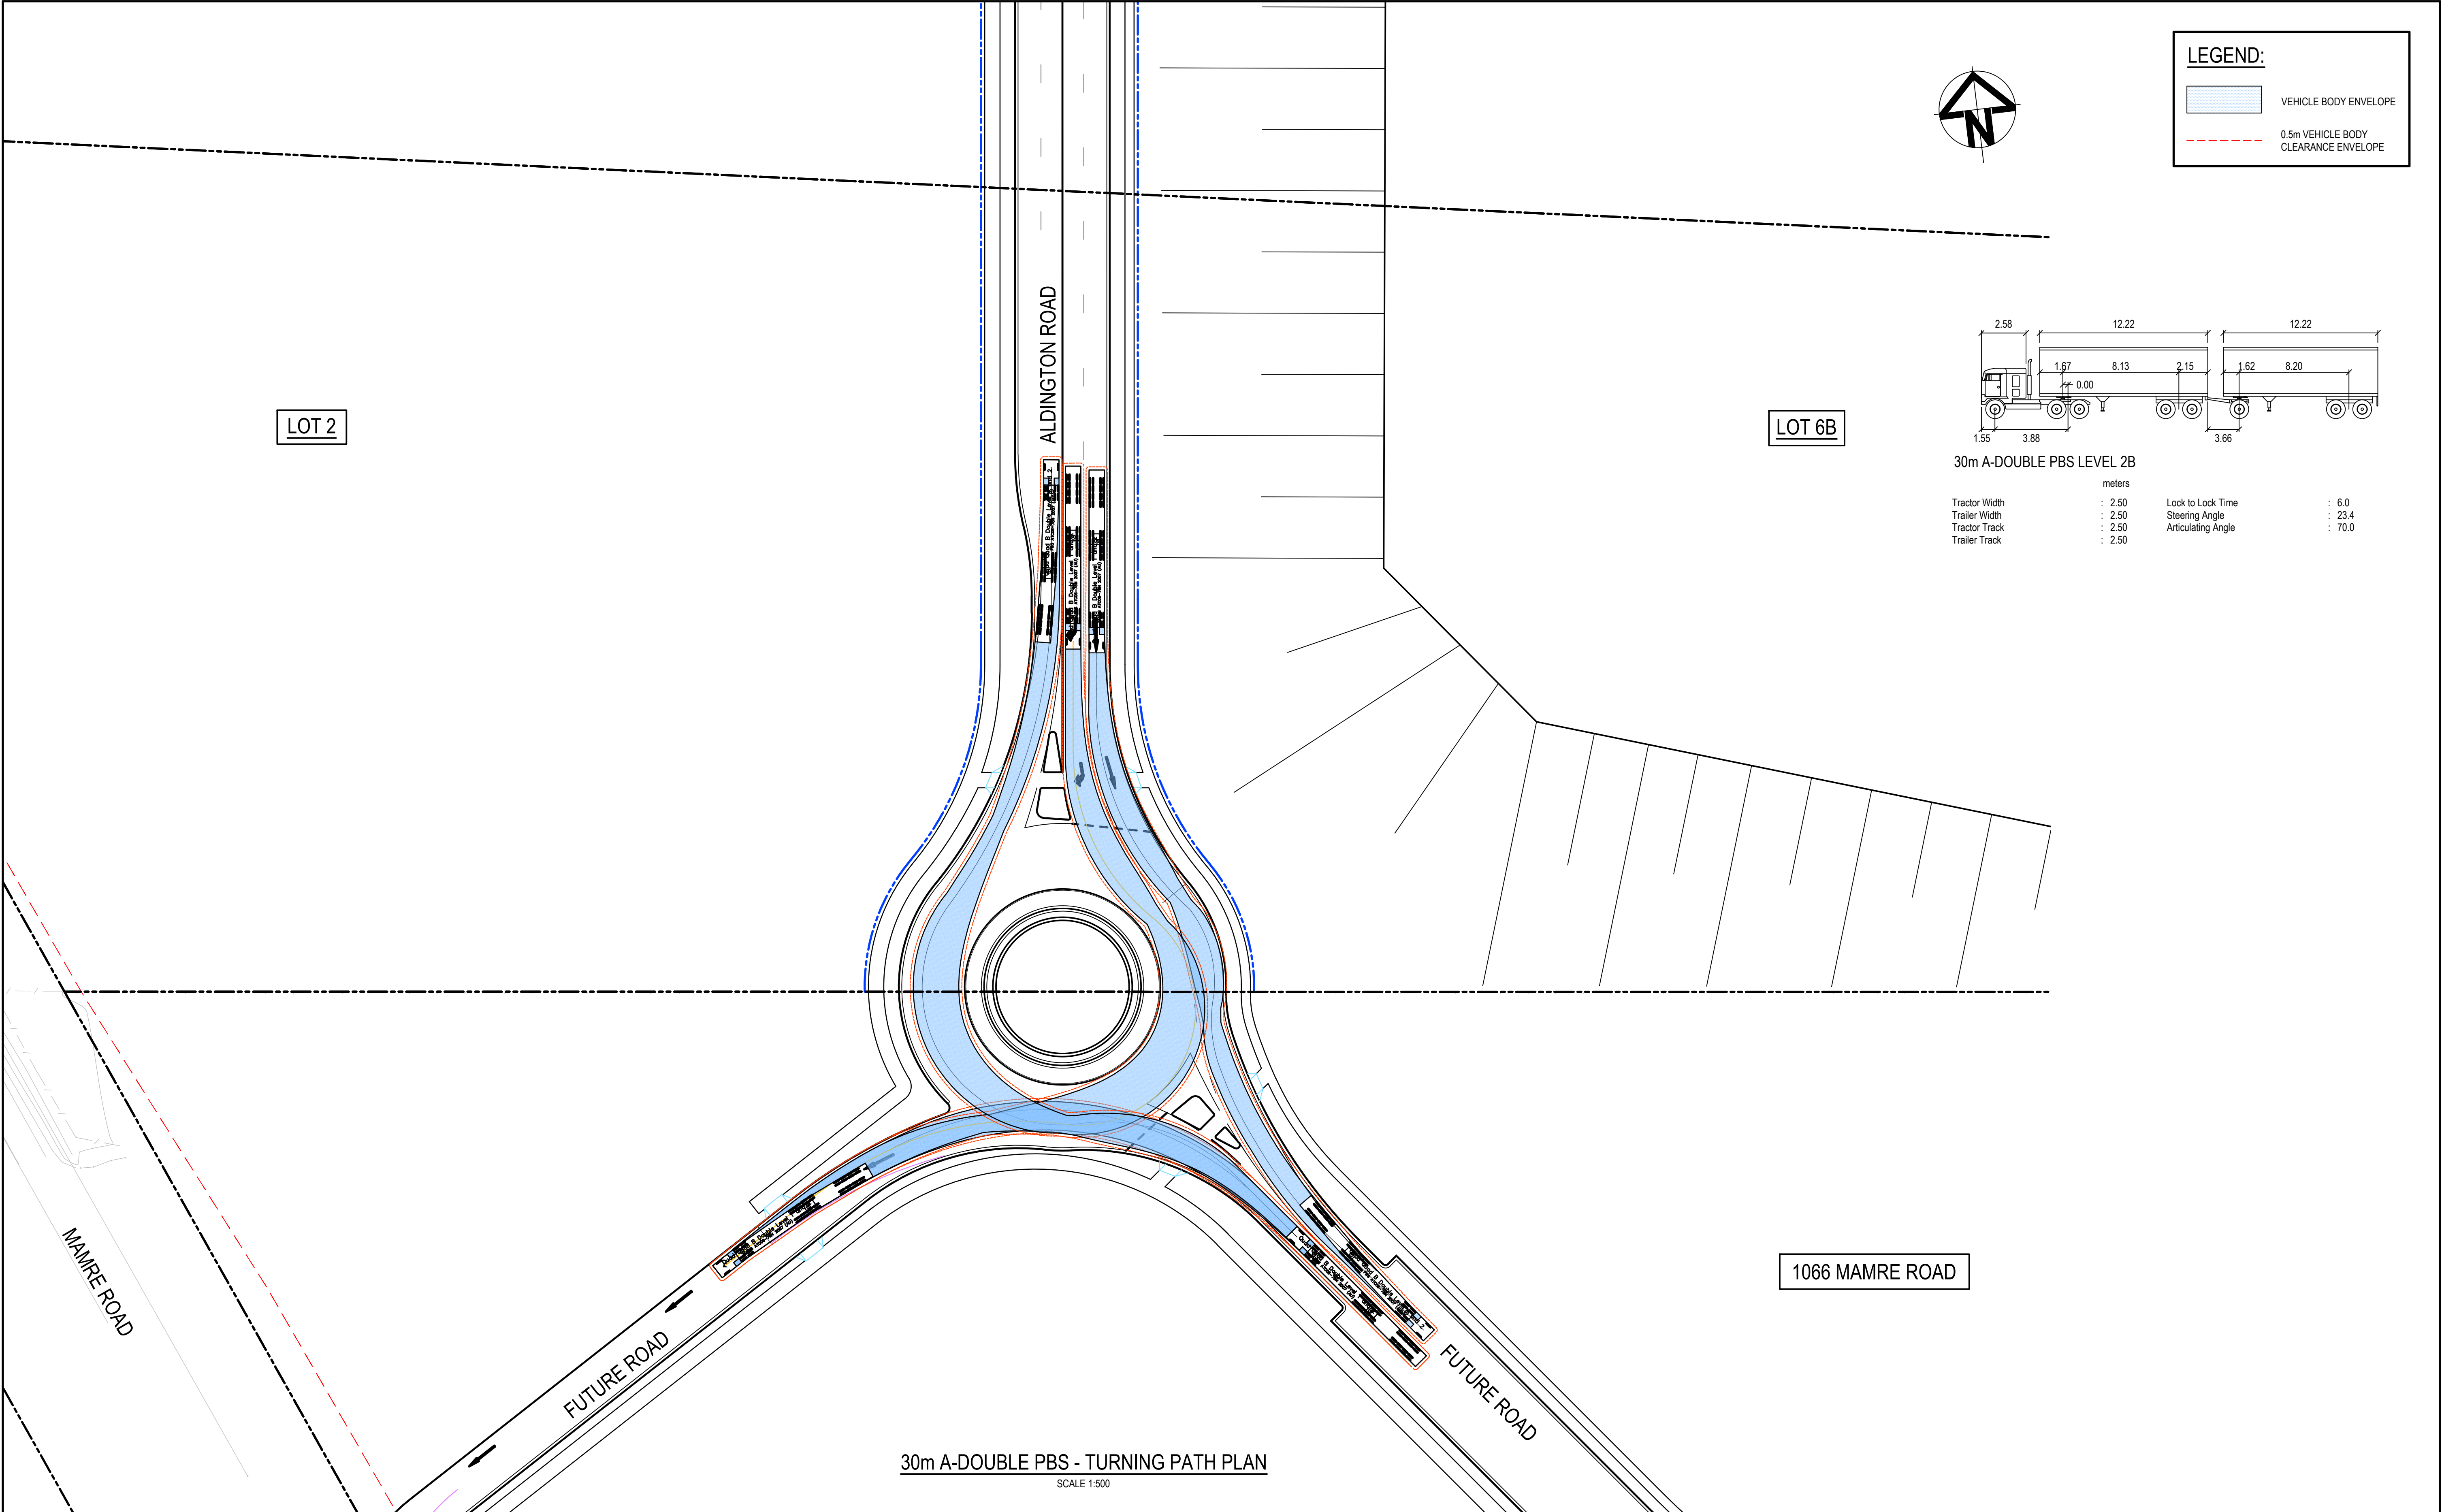 LEGEND:
VEHICLE BODY ENVELOPE
0.5m VEHICLE BODY
CLEARANCE ENVELOPE
N
ALDINGTON ROAD
LOT 2
LOT 6B
2.58
12.22
12.22
1.67
8.13
2.15
1.62
8.20
0.00
1.55
3.88
3.66
30m A-DOUBLE PBS LEVEL 2B
meters
Tractor Width : 2.50 Lock to Lock Time : 6.0
Trailer Width : 2.50 Steering Angle : 23.4
Tractor Track : 2.50 Articulating Angle : 70.0
Trailer Track : 2.50
MAMRE ROAD
1066 MAMRE ROAD
FUTURE ROAD
FUTURE ROAD
30m A-DOUBLE PBS - TURNING PATH PLAN
SCALE 1:500